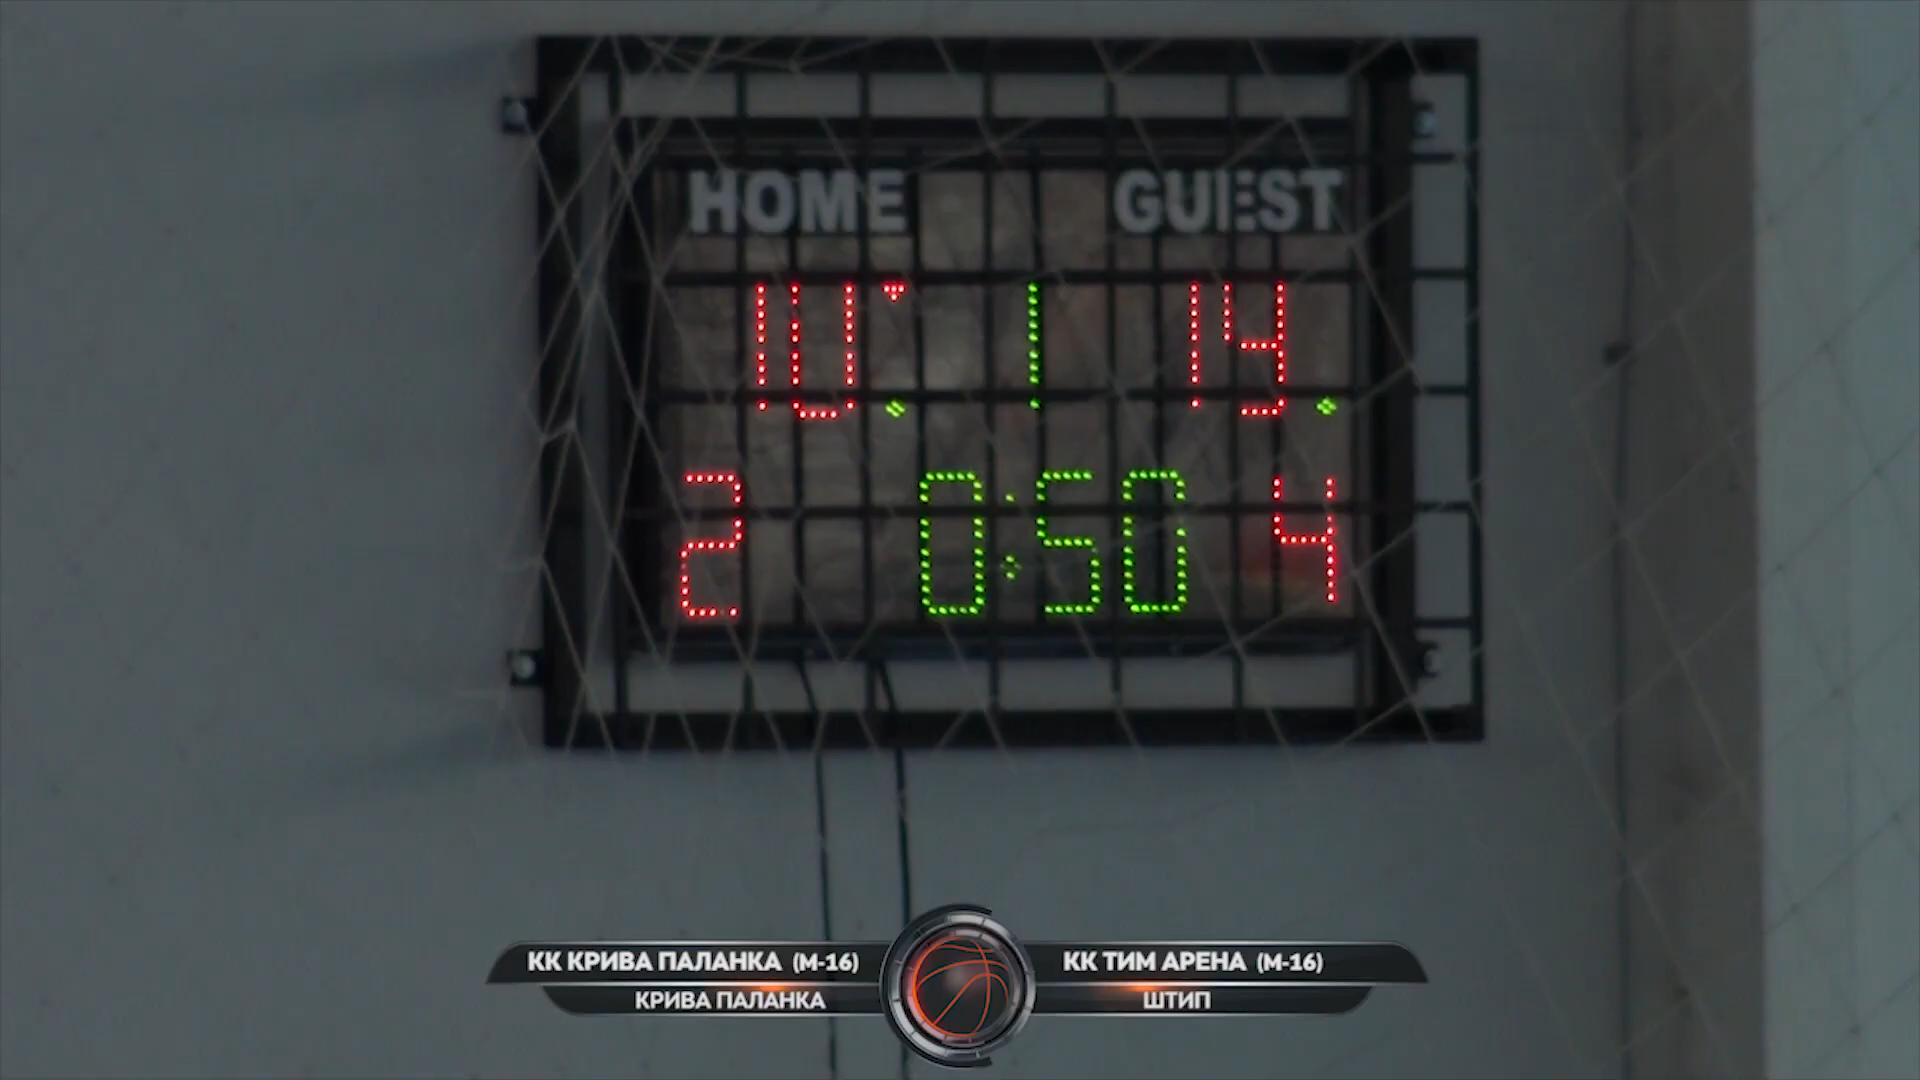 HOME GUEST
10 1 14
2 0:50 4
КК КРИВА ПАЛАНКА (М-16) КК ТИМ АРЕНА (М-16)
КРИВА ПАЛАНКА ШТИП